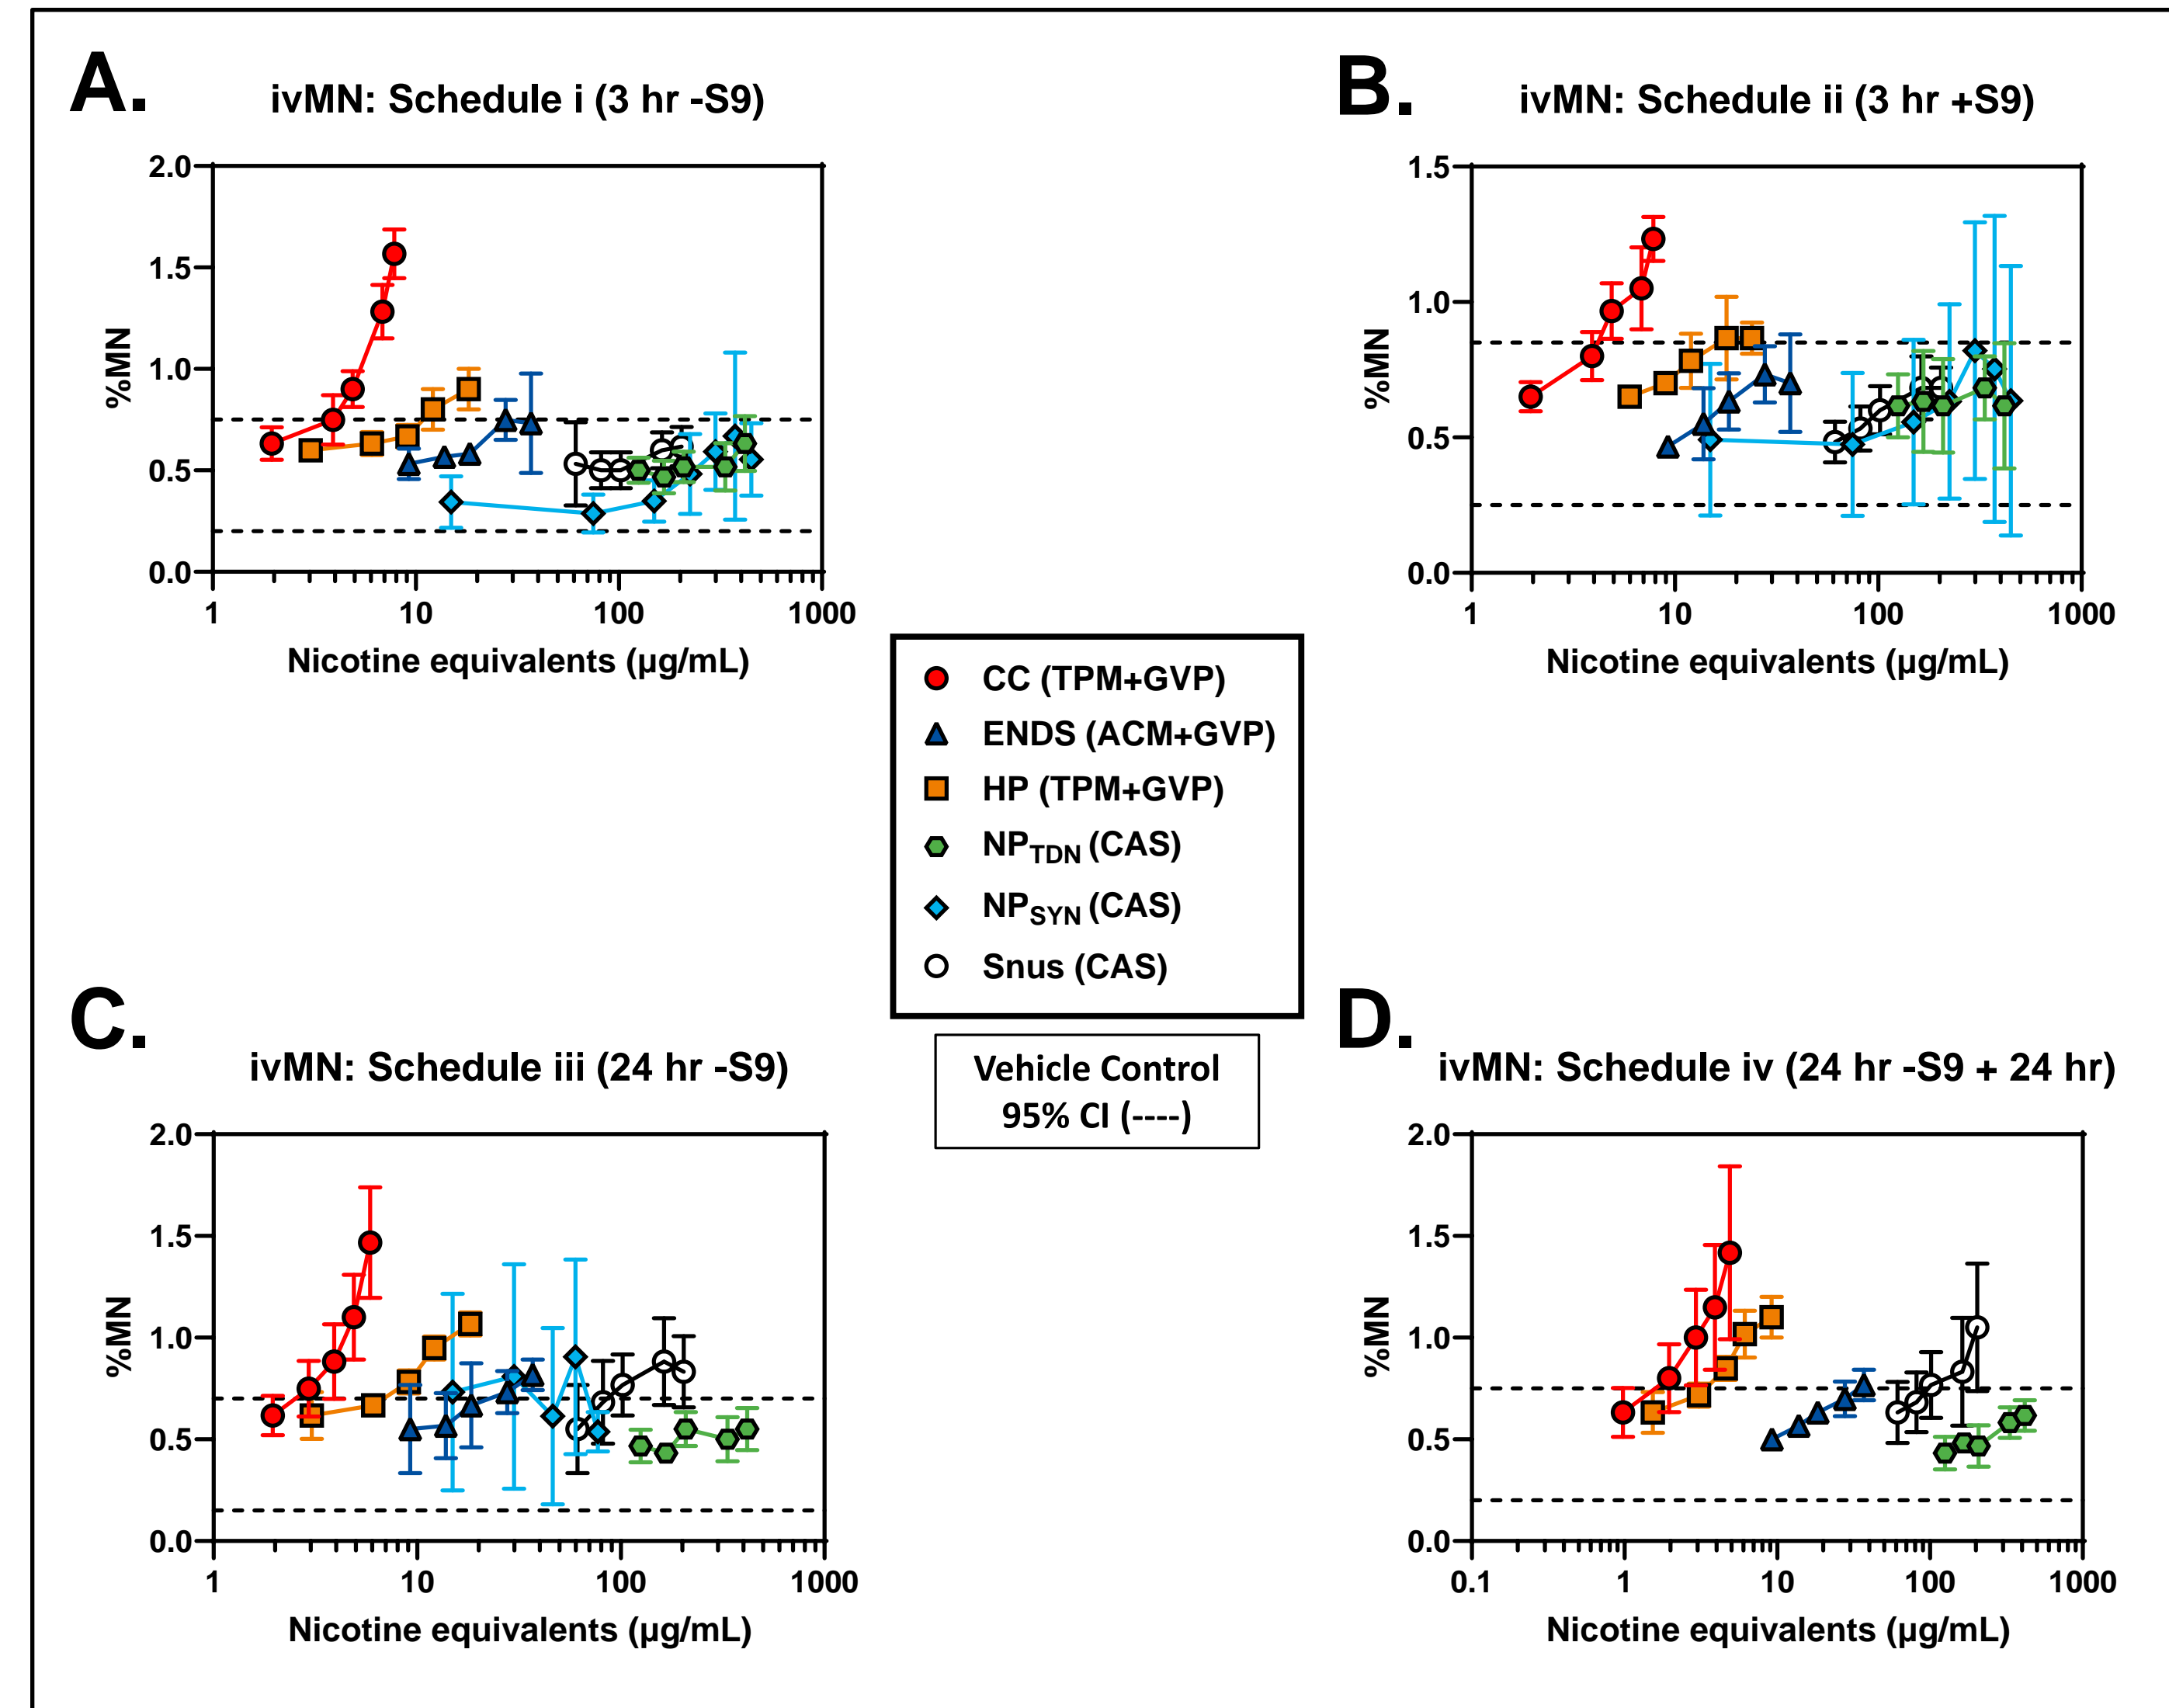 A.
ivMN: Schedule i (3 hr -S9)
2.0
1.5
1.0
0.5
0.0
%MN
1 10 100 1000
Nicotine equivalents (µg/mL)
B.
ivMN: Schedule ii (3 hr +S9)
1.5
1.0
0.5
0.0
%MN
1 10 100 1000
Nicotine equivalents (µg/mL)
CC (TPM+GVP)
ENDS (ACM+GVP)
HP (TPM+GVP)
NPTDN (CAS)
NPSYN (CAS)
Snus (CAS)
Vehicle Control
95% CI (----)
C.
ivMN: Schedule iii (24 hr -S9)
2.0
1.5
1.0
0.5
0.0
%MN
1 10 100 1000
Nicotine equivalents (µg/mL)
D.
ivMN: Schedule iv (24 hr -S9 + 24 hr)
2.0
1.5
1.0
0.5
0.0
%MN
0.1 1 10 100 1000
Nicotine equivalents (µg/mL)